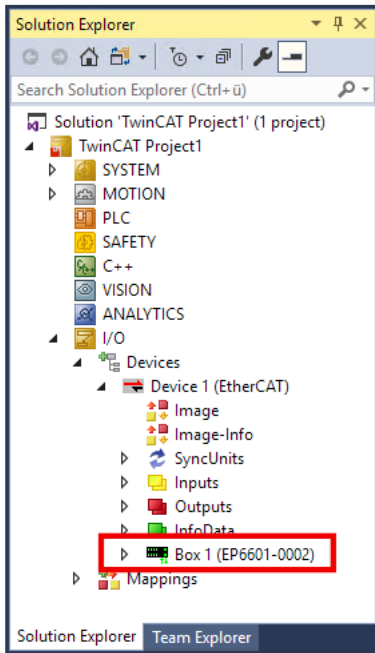 Solution Explorer
Search Solution Explorer (Ctrl+ü)
Solution 'TwinCAT Project1' (1 project)
TwinCAT Project1
SYSTEM
MOTION
PLC
SAFETY
C++
VISION
ANALYTICS
I/O
Devices
Device 1 (EtherCAT)
Image
Image-Info
SyncUnits
Inputs
Outputs
InfoData
Box 1 (EP6601-0002)
Mappings
Solution Explorer Team Explorer